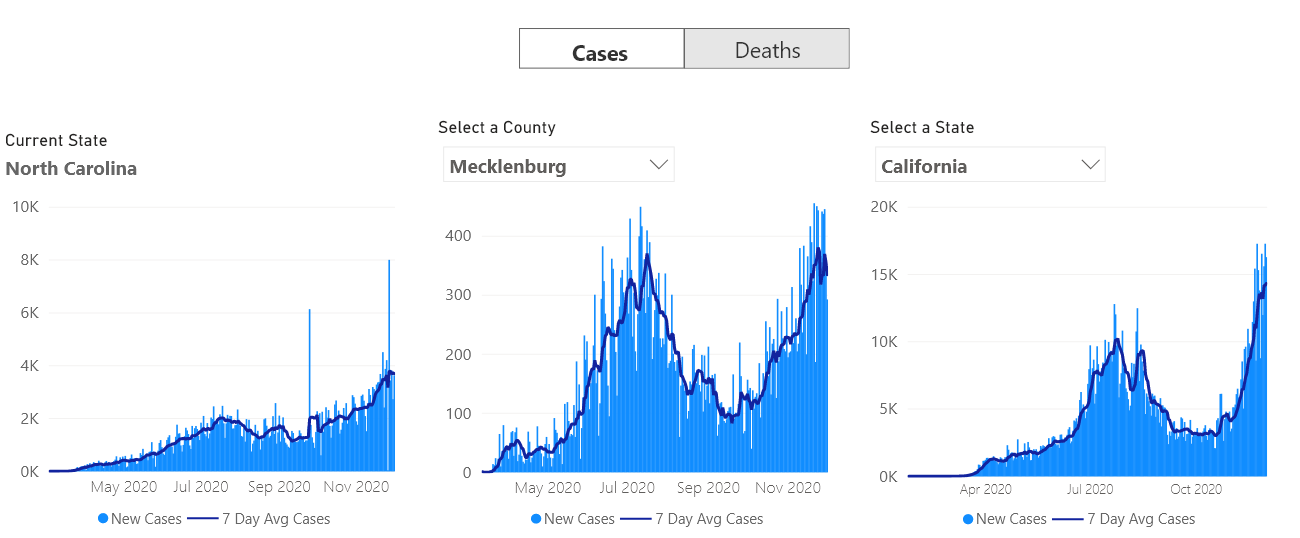 Cases Deaths
Current State
North Carolina
10K
8K
6K
4K
2K
0K
May 2020 Jul 2020 Sep 2020 Nov 2020
New Cases 7 Day Avg Cases
Select a County
Mecklenburg
400
300
200
100
0
May 2020 Jul 2020 Sep 2020 Nov 2020
New Cases 7 Day Avg Cases
Select a State
California
20K
15K
10K
5K
0K
Apr 2020 Jul 2020 Oct 2020
New Cases 7 Day Avg Cases